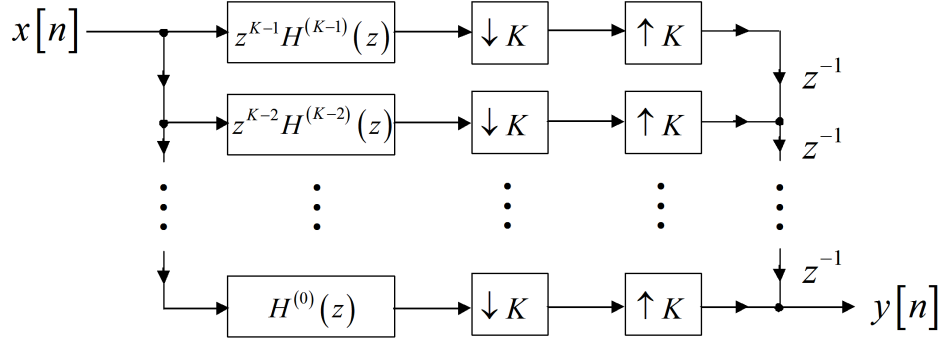 x[n] z^{K-1}H^{(K-1)}(z) ↓K ↑K
z^{-1}
z^{K-2}H^{(K-2)}(z) ↓K ↑K
z^{-1}
z^{-1}
H^{(0)}(z) ↓K ↑K y[n]